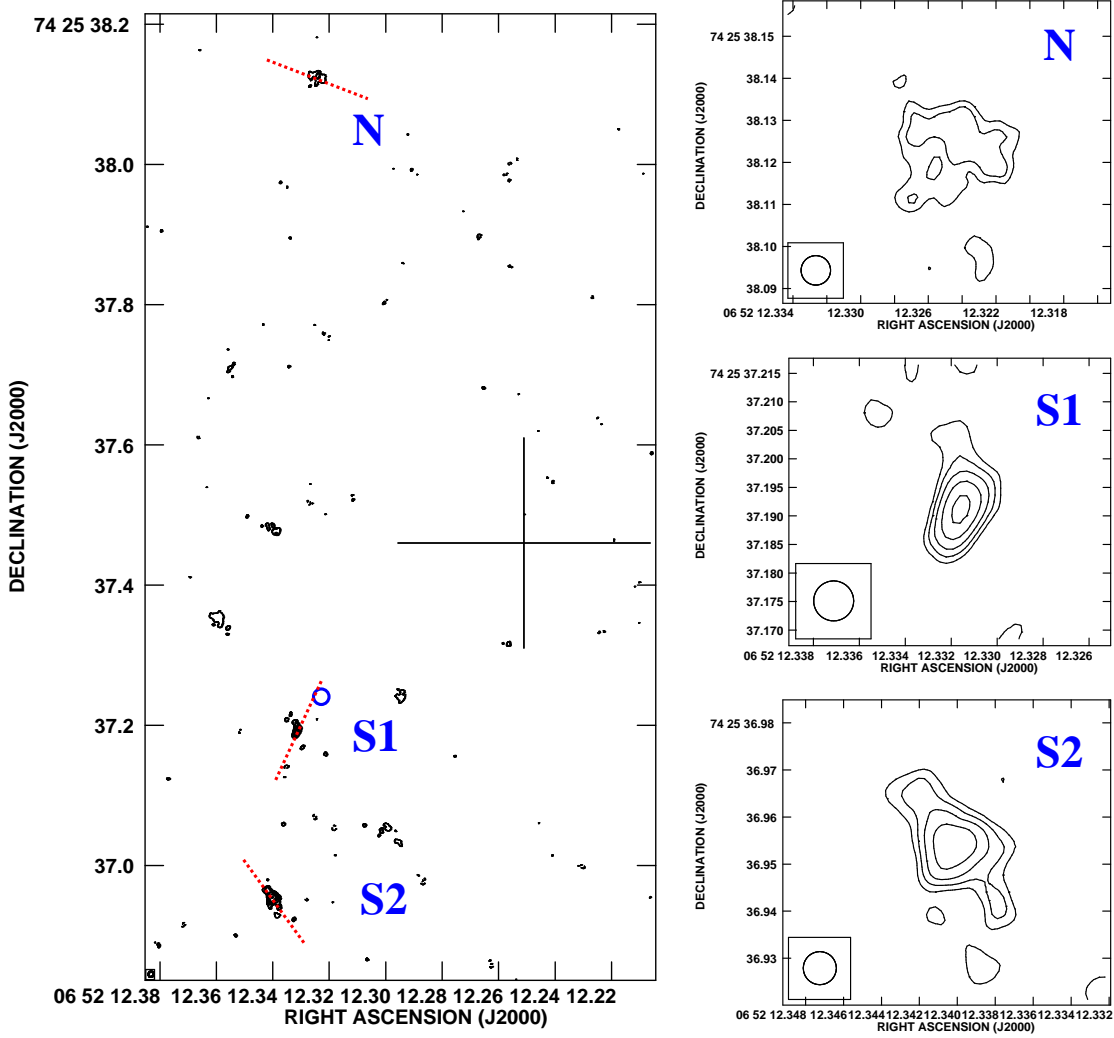 74 25 38.2
38.0
37.8
37.6
37.4
37.2
37.0
DECLINATION (J2000)
06 52 12.38 12.36 12.34 12.32 12.30 12.28 12.26 12.24 12.22
RIGHT ASCENSION (J2000)
N
S1
S2
N
74 25 38.15
38.14
38.13
38.12
38.11
38.10
38.09
DECLINATION (J2000)
06 52 12.334 12.330 12.326 12.322 12.318
RIGHT ASCENSION (J2000)
S1
74 25 37.215
37.210
37.205
37.200
37.195
37.190
37.185
37.180
37.175
37.170
DECLINATION (J2000)
06 52 12.338 12.336 12.334 12.332 12.330 12.328 12.326
RIGHT ASCENSION (J2000)
S2
74 25 36.98
36.97
36.96
36.95
36.94
36.93
DECLINATION (J2000)
06 52 12.348 12.346 12.344 12.342 12.340 12.338 12.336 12.334 12.332
RIGHT ASCENSION (J2000)